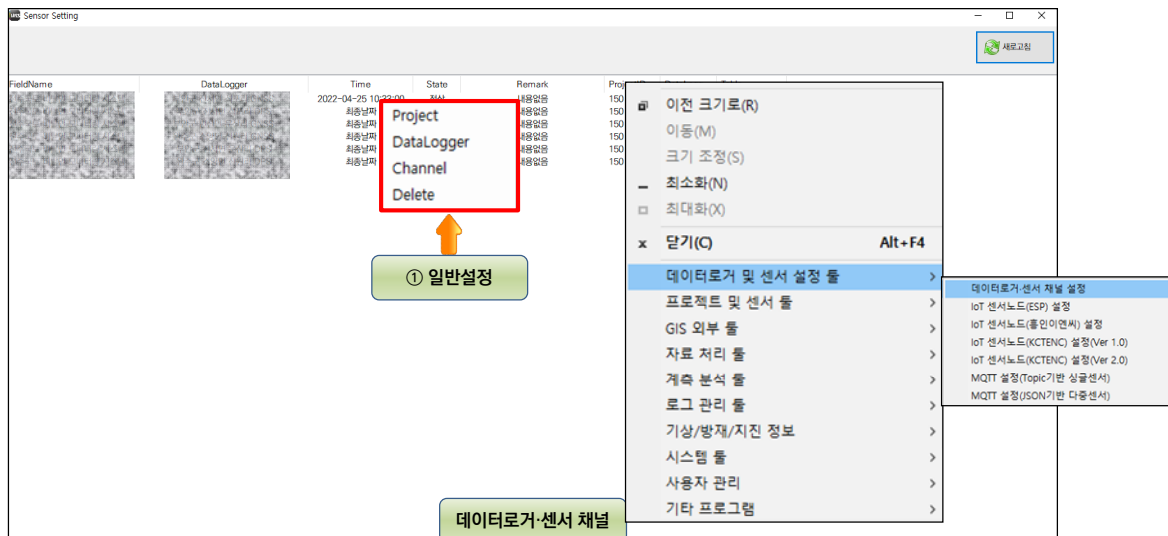 Sensor Setting
새로고침
FieldName DataLogger Time State Remark
2022-04-25 10:33:00 정상 내용없음 150
최종날짜 내용없음 150
최종날짜 내용없음 150
최종날짜 내용없음 150
최종날짜 내용없음 150
최종날짜 내용없음 150
Project
DataLogger
Channel
Delete
① 일반설정
이전 크기로(R)
이동(M)
크기 조정(S)
최소화(N)
최대화(X)
닫기(C) Alt+F4
데이터로거 및 센서 설정 툴
프로젝트 및 센서 툴
GIS 외부 툴
자료 처리 툴
계측 분석 툴
로그 관리 툴
기상/방재/지진 정보
시스템 툴
사용자 관리
기타 프로그램
데이터로거·센서 채널 설정
IoT 센서노드(ESP) 설정
IoT 센서노드(흥인이엔씨) 설정
IoT 센서노드(KCTENC) 설정(Ver 1.0)
IoT 센서노드(KCTENC) 설정(Ver 2.0)
MQTT 설정(Topic기반 싱글센서)
MQTT 설정(JSON기반 다중센서)
데이터로거·센서 채널